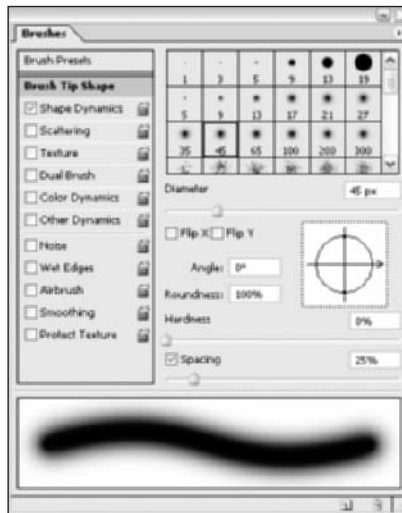 Brushes
Brush Presets
Brush Tip Shape
Shape Dynamics
Scattering
Texture
Dual Brush
Color Dynamics
Other Dynamics
Noise
Wet Edges
Airbrush
Smoothing
Protect Texture
1 3 5 9 13 19
5 9 13 17 21 27
35 45 65 100 200 300
Diameter 45 px
Flip X Flip Y
Angle: 0°
Roundness: 100%
Hardness 0%
Spacing 25%